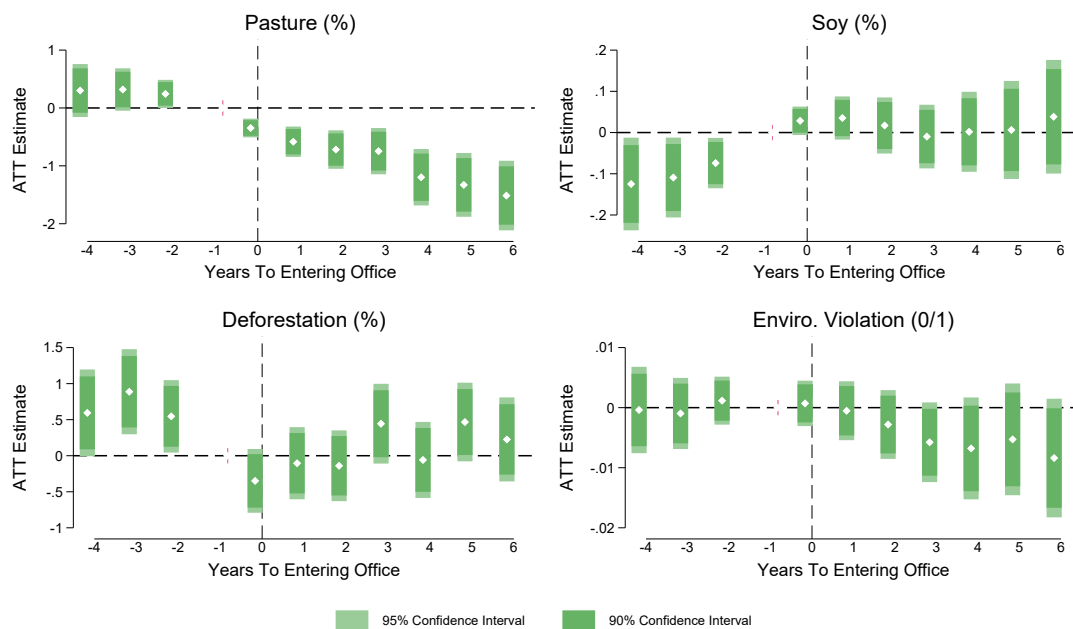 Pasture (%)
ATT Estimate
1
0
-1
-2
-4 -3 -2 -1 0 1 2 3 4 5 6
Years To Entering Office
Soy (%)
ATT Estimate
.2
.1
0
-.1
-.2
-4 -3 -2 -1 0 1 2 3 4 5 6
Years To Entering Office
Deforestation (%)
ATT Estimate
1.5
1
.5
0
-.5
-1
-4 -3 -2 -1 0 1 2 3 4 5 6
Years To Entering Office
Enviro. Violation (0/1)
ATT Estimate
.01
0
-.01
-.02
-4 -3 -2 -1 0 1 2 3 4 5 6
Years To Entering Office
95% Confidence Interval 90% Confidence Interval